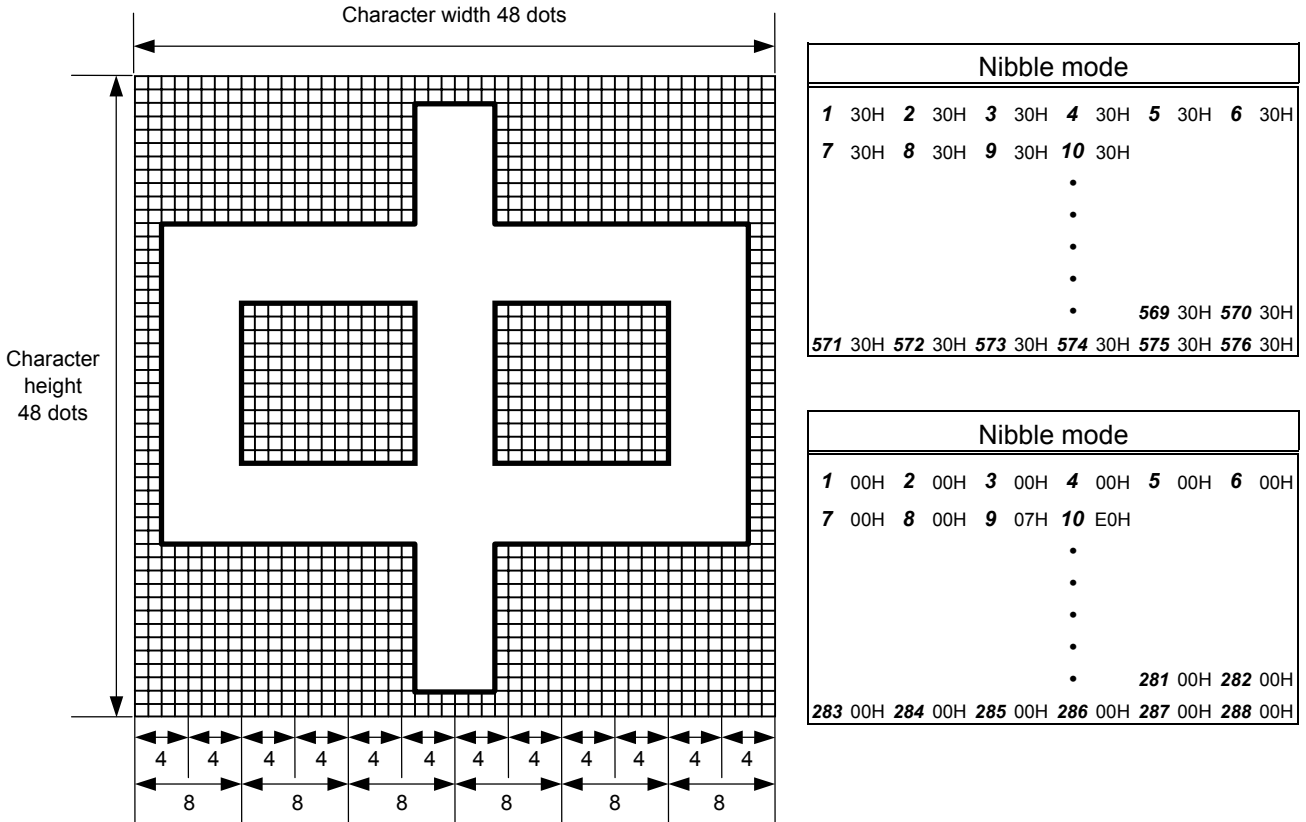 Character width 48 dots
Character
height
48 dots
4 4 4 4 4 4 4 4 4 4 4 4
8 8 8 8 8 8
Nibble mode
1 30H 2 30H 3 30H 4 30H 5 30H 6 30H
7 30H 8 30H 9 30H 10 30H
569 30H 570 30H
571 30H 572 30H 573 30H 574 30H 575 30H 576 30H
Nibble mode
1 00H 2 00H 3 00H 4 00H 5 00H 6 00H
7 00H 8 00H 9 07H 10 E0H
281 00H 282 00H
283 00H 284 00H 285 00H 286 00H 287 00H 288 00H